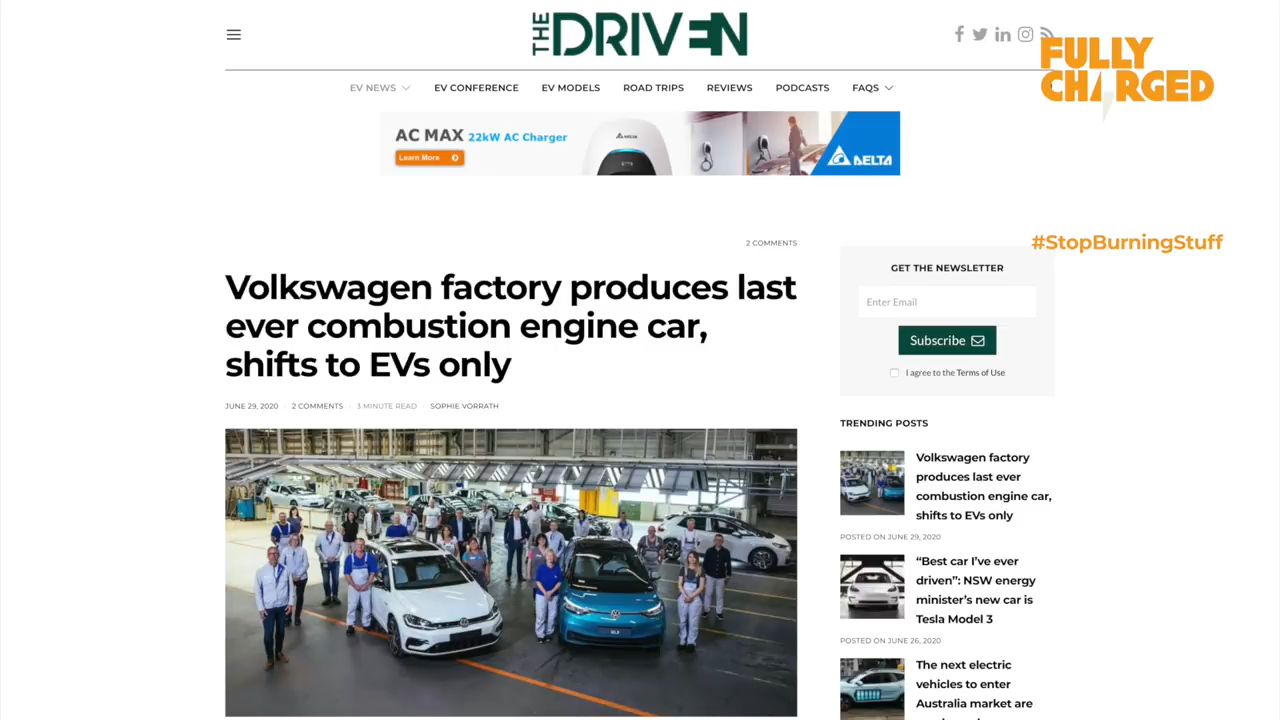 THE DRIVEN
FULLY
CHARGED
EV NEWS
EV CONFERENCE
EV MODELS
ROAD TRIPS
REVIEWS
PODCASTS
FAQS
AC MAX 22kW AC Charger
Learn More
DELTA
#StopBurningStuff
2 COMMENTS
Volkswagen factory produces last
ever combustion engine car,
shifts to EVs only
JUNE 29, 2020 · 2 COMMENTS · 3 MINUTE READ · SOPHIE VORRATH
GET THE NEWSLETTER
Enter Email
Subscribe
I agree to the Terms of Use
TRENDING POSTS
Volkswagen factory
produces last ever
combustion engine car,
shifts to EVs only
POSTED ON JUNE 29, 2020
“Best car I’ve ever
driven”: NSW energy
minister’s new car is
Tesla Model 3
POSTED ON JUNE 26, 2020
The next electric
vehicles to enter
Australia market are